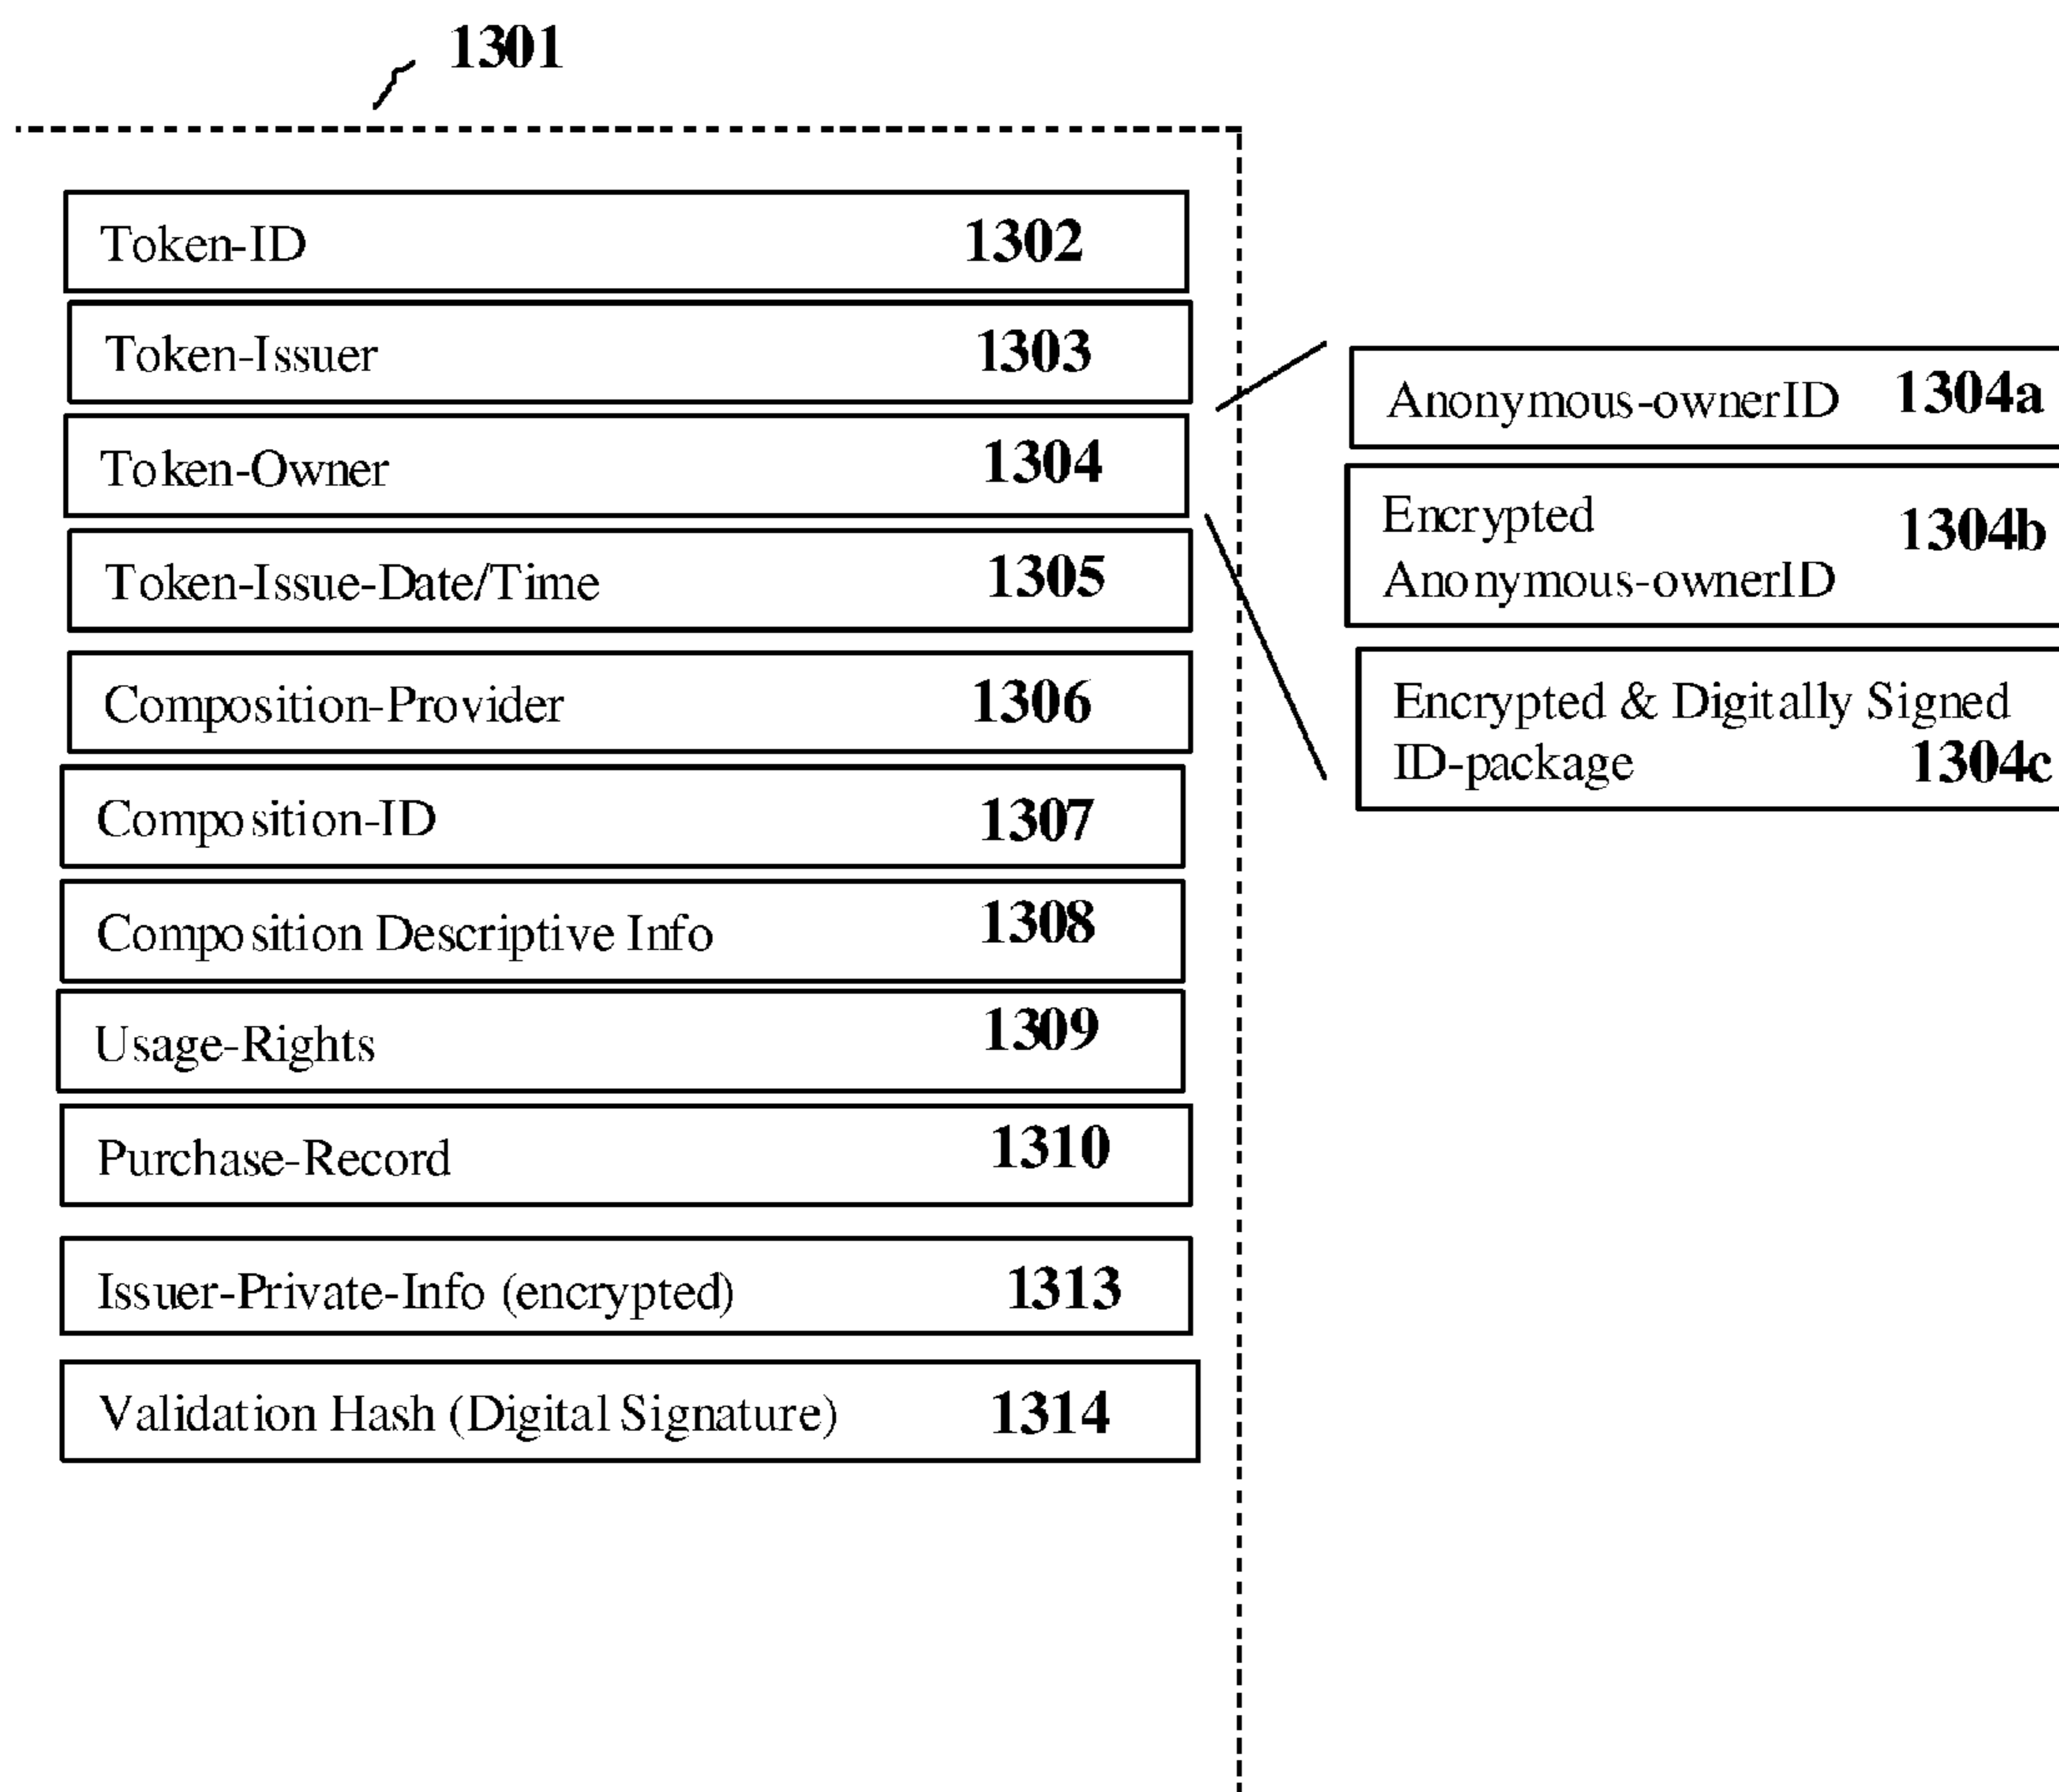 1301
Token-ID 1302
Token-Issuer 1303
Token-Owner 1304
Token-Issue-Date/Time 1305
Composition-Provider 1306
Composition-ID 1307
Composition Descriptive Info 1308
Usage-Rights 1309
Purchase-Record 1310
Issuer-Private-Info (encrypted) 1313
Validation Hash (Digital Signature) 1314
Anonymous-ownerID 1304a
Encrypted 1304b
Anonymous-ownerID
Encrypted & Digitally Signed
ID-package 1304c